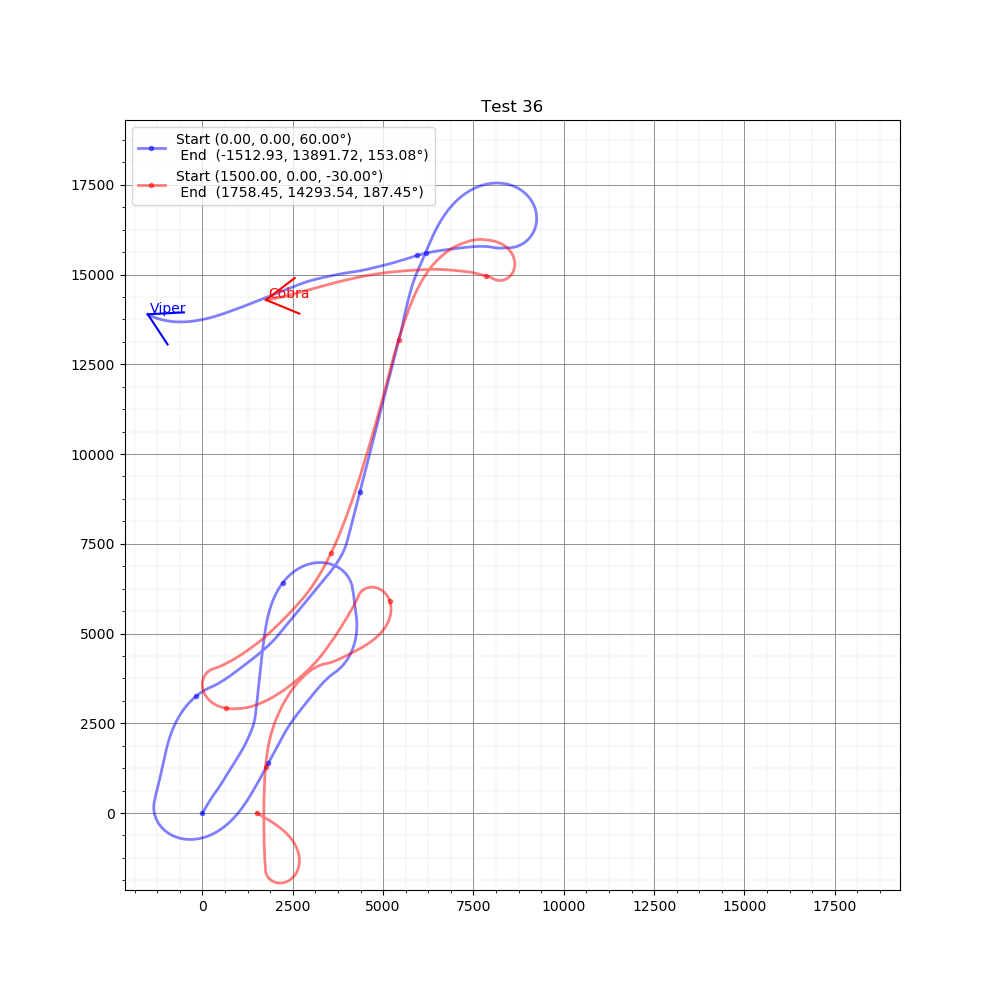 Test 36
Start (0.00, 0.00, 60.00°)
End  (-1512.93, 13891.72, 153.08°)
Start (1500.00, 0.00, -30.00°)
End  (1758.45, 14293.54, 187.45°)
17500
15000
12500
10000
7500
5000
2500
0
Cobra
Viper
0 2500 5000 7500 10000 12500 15000 17500